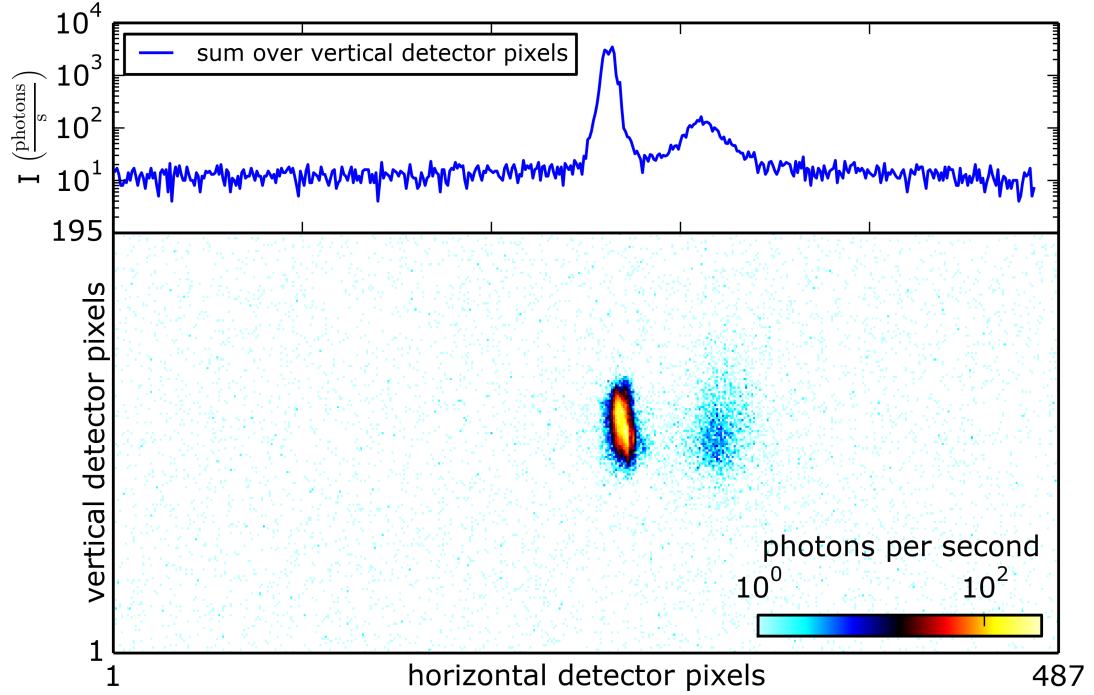 10^4
sum over vertical detector pixels
10^3
10^2
10^1
I (photons/s)
195
vertical detector pixels
photons per second
10^0 10^2
1
1 horizontal detector pixels 487